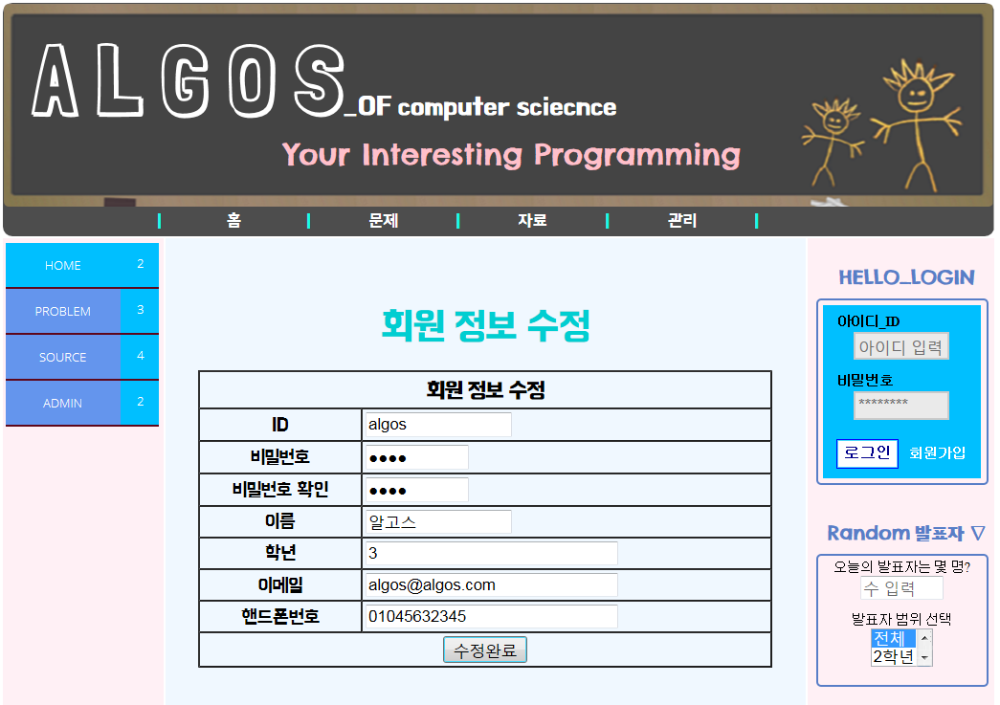 ALGOS_OF computer sciecnce
Your Interesting Programming
| 홈 | 문제 | 자료 | 관리 |
HOME 2
PROBLEM 3
SOURCE 4
ADMIN 2
회원 정보 수정
회원 정보 수정
ID algos
비밀번호 ●●●●
비밀번호 확인 ●●●●
이름 알고스
학년 3
이메일 algos@algos.com
핸드폰번호 01045632345
수정완료
HELLO_LOGIN
아이디_ID
아이디 입력
비밀번호
********
로그인 회원가입
Random 발표자 ▽
오늘의 발표자는 몇 명?
수 입력
발표자 범위 선택
전체
2학년